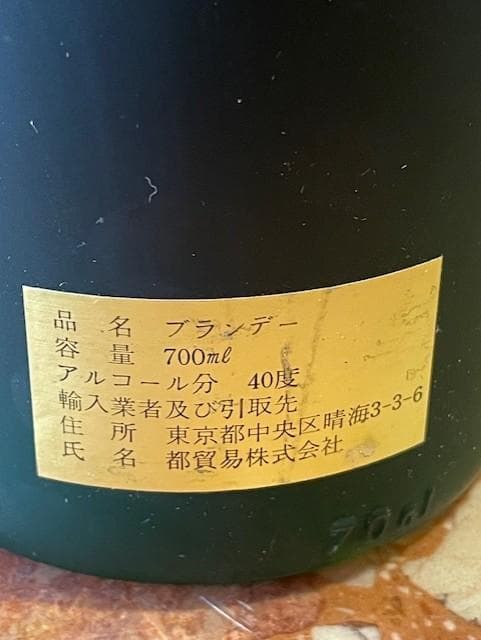 品名 ブランデー
容量 700ml
アルコール分 40度
輸入業者及び引取先
住所 東京都中央区晴海3-3-6
氏名 都貿易株式会社
70cl